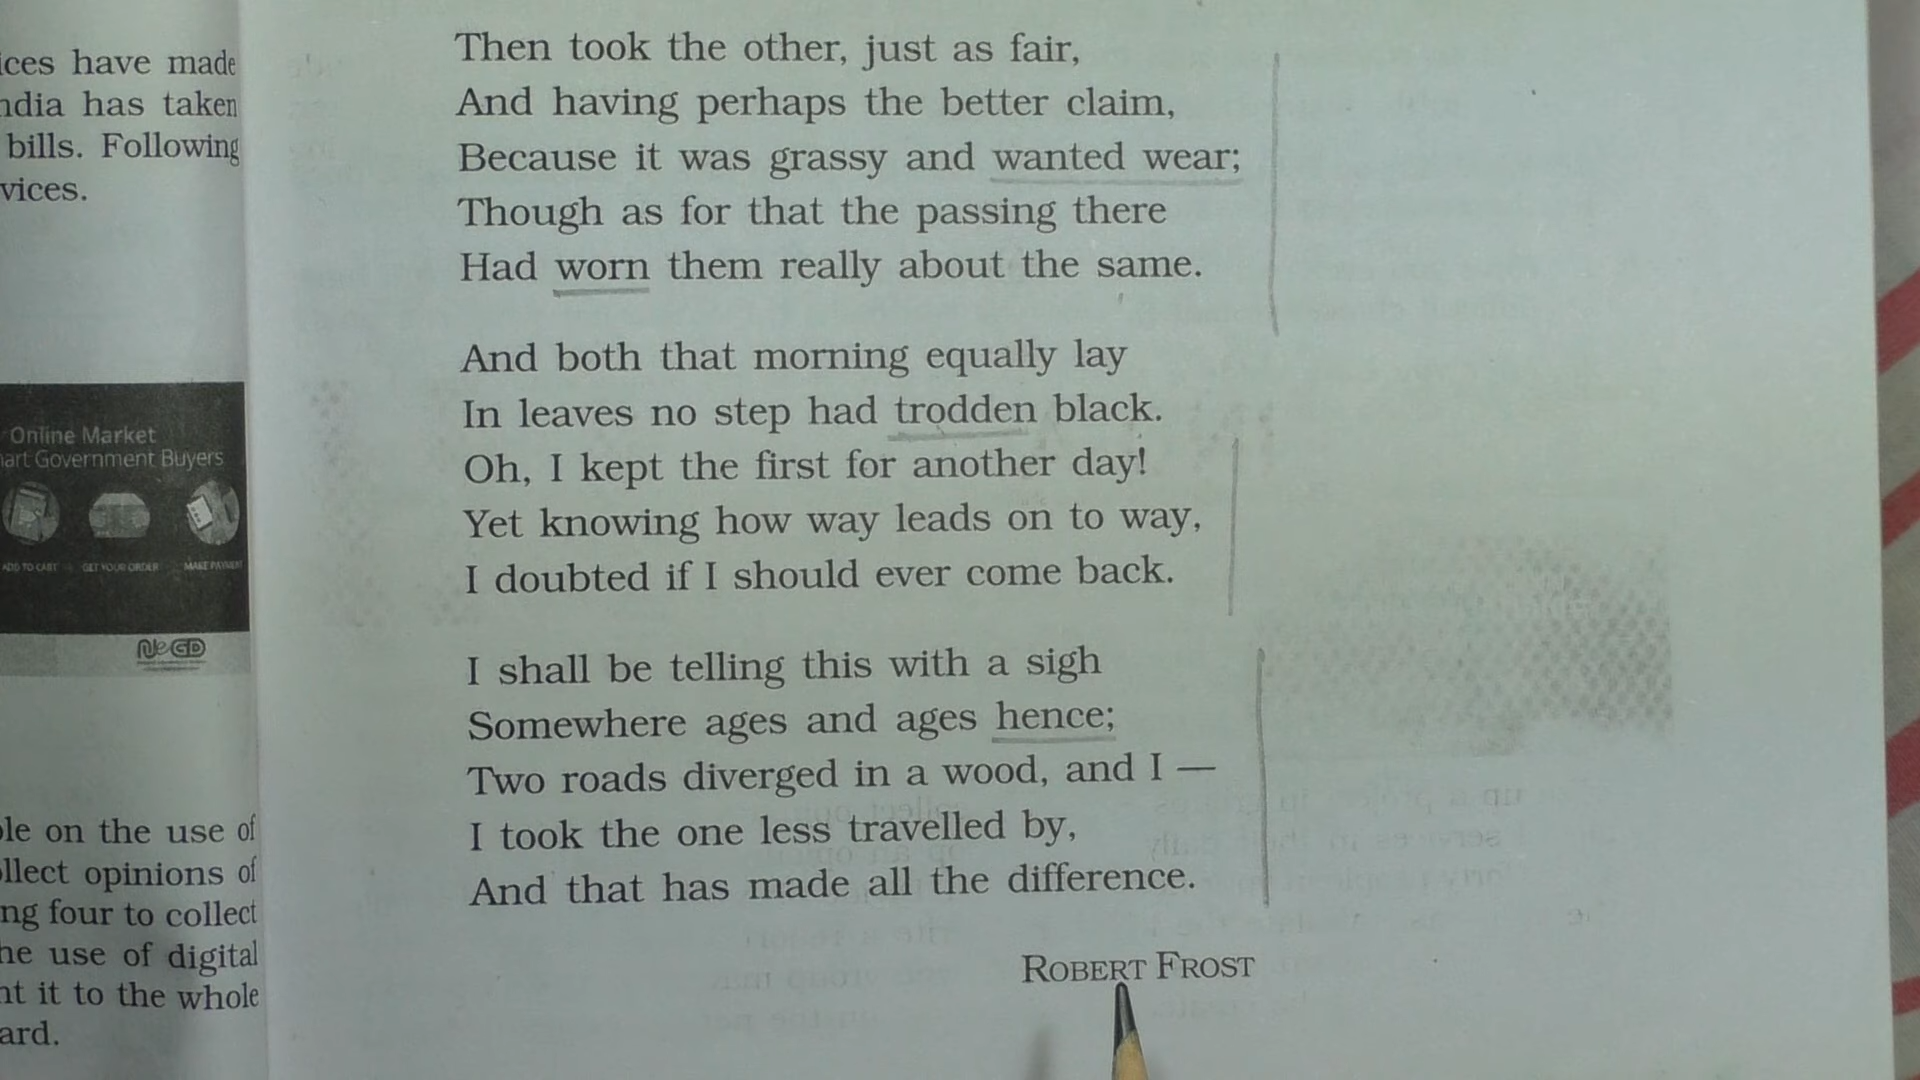 ices have made
ndia has taken
bills. Following
vices.
Online Market
art Government Buyers
ADD TO CART
GET YOUR ORDER
MAKE PAYMENT
NeGD
le on the use of
ollect opinions of
ng four to collect
he use of digital
nt it to the whole
ard.
Then took the other, just as fair,
And having perhaps the better claim,
Because it was grassy and wanted wear;
Though as for that the passing there
Had worn them really about the same.
And both that morning equally lay
In leaves no step had trodden black.
Oh, I kept the first for another day!
Yet knowing how way leads on to way,
I doubted if I should ever come back.
I shall be telling this with a sigh
Somewhere ages and ages hence;
Two roads diverged in a wood, and I —
I took the one less travelled by,
And that has made all the difference.
ROBERT FROST